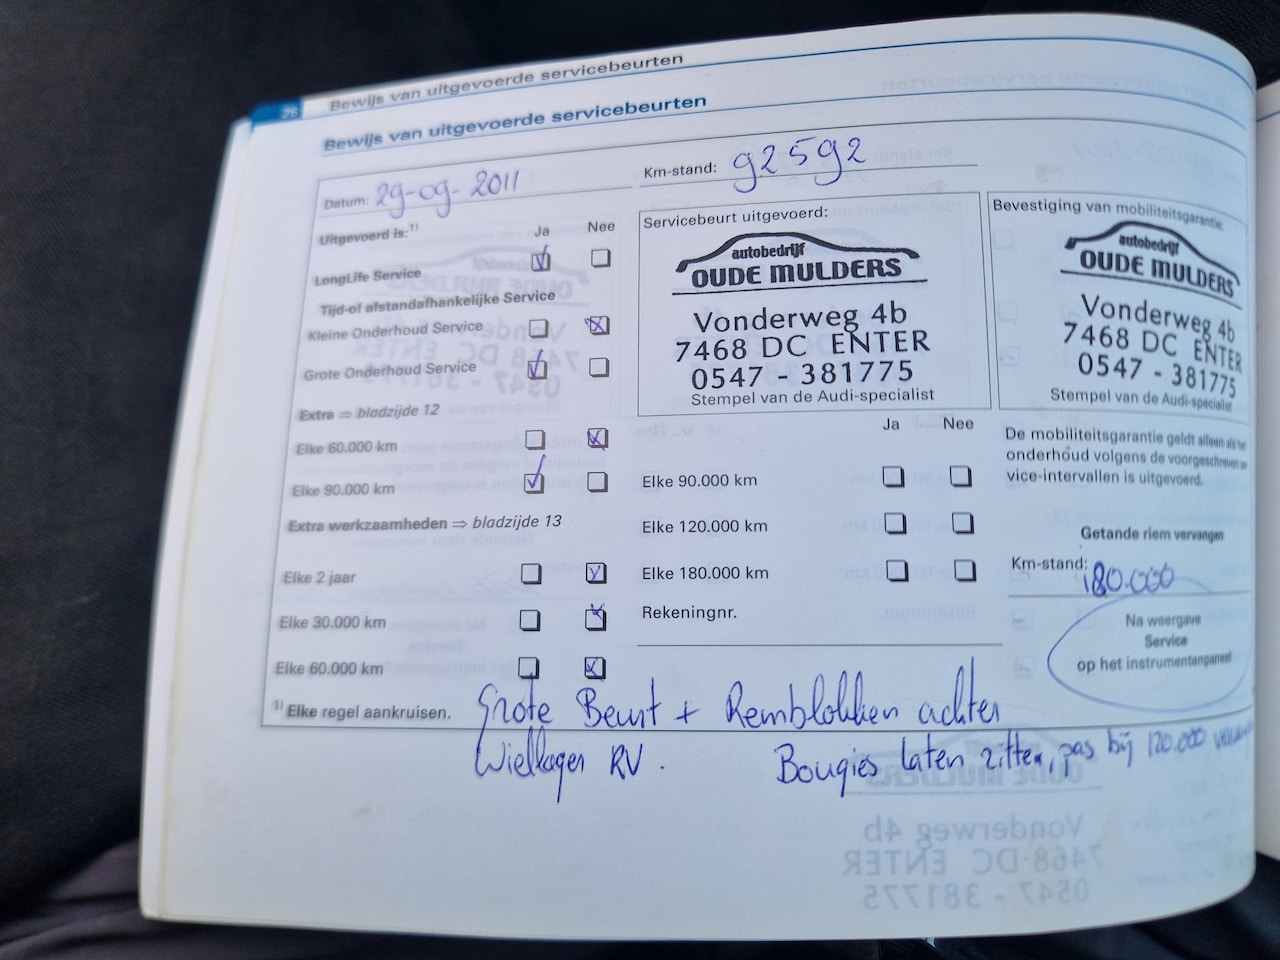 26 Bewijs van uitgevoerde servicebeurten
Bewijs van uitgevoerde servicebeurten
Datum: 29-09-2011
Km-stand: 92592
Uitgevoerd is:1)
Ja Nee
LongLife Service
Tijd-of afstandafhankelijke Service
Kleine Onderhoud Service
Grote Onderhoud Service
Extra ⇒ bladzijde 12
Elke 60.000 km
Elke 90.000 km
Extra werkzaamheden ⇒ bladzijde 13
Elke 2 jaar
Elke 30.000 km
Elke 60.000 km
1) Elke regel aankruisen.
Servicebeurt uitgevoerd:
autobedrijf
OUDE MULDERS
Vonderweg 4b
7468 DC ENTER
0547 - 381775
Stempel van de Audi-specialist
Ja Nee
Elke 90.000 km
Elke 120.000 km
Elke 180.000 km
Rekeningnr.
Bevestiging van mobiliteitsgarantie:
autobedrijf
OUDE MULDERS
Vonderweg 4b
7468 DC ENTER
0547 - 381775
Stempel van de Audi-specialist
De mobiliteitsgarantie geldt alleen als het
onderhoud volgens de voorgeschreven
vice-intervallen is uitgevoerd.
Getande riem vervangen
Km-stand: 180.000
Na weergave
Service
op het instrumentenpaneel
Grote Beurt + Remblokken achter
Wiellager RV.
Bougies laten zitten, pas bij 120.000
Vonderweg 4b
7468 DC ENTER
0547 - 381775